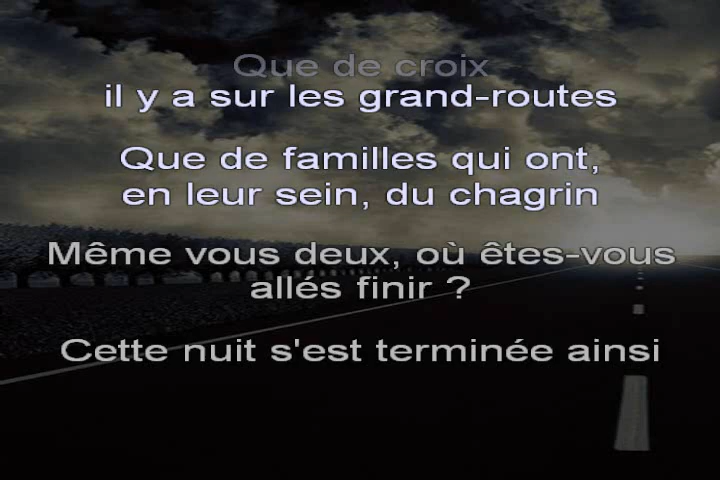 Que de croix
il y a sur les grand-routes
Que de familles qui ont,
en leur sein, du chagrin
Même vous deux, où êtes-vous
allés finir ?
Cette nuit s'est terminée ainsi